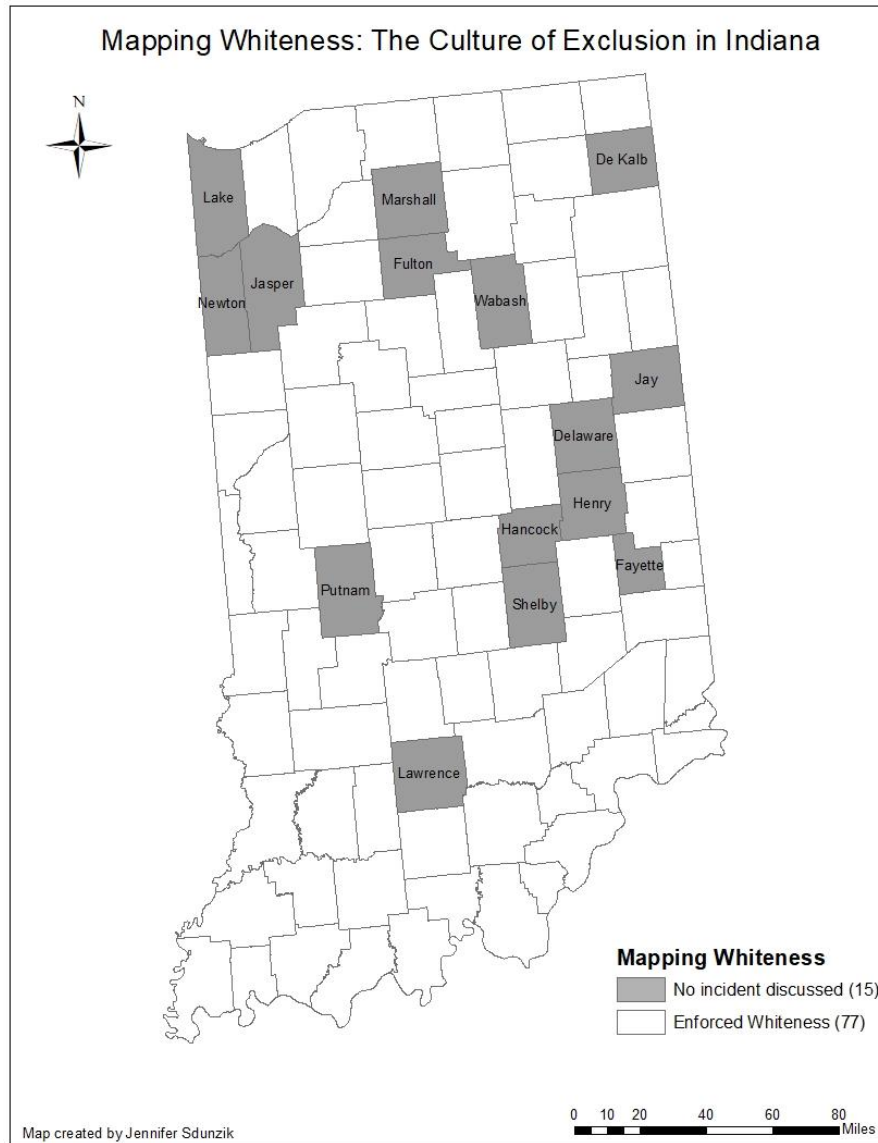 Mapping Whiteness: The Culture of Exclusion in Indiana
N
De Kalb
Lake
Marshall
Fulton
Jasper
Newton
Wabash
Jay
Delaware
Henry
Hancock
Fayette
Putnam
Shelby
Lawrence
Mapping Whiteness
No incident discussed (15)
Enforced Whiteness (77)
0 10 20 40 60 80
Miles
Map created by Jennifer Sdunzik